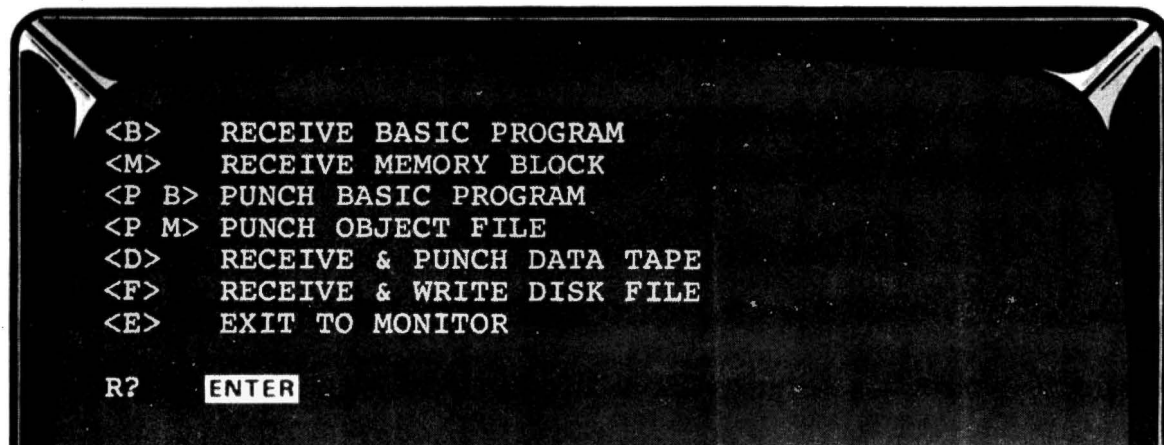 <B> RECEIVE BASIC PROGRAM
<M> RECEIVE MEMORY BLOCK
<P B> PUNCH BASIC PROGRAM
<P M> PUNCH OBJECT FILE
<D> RECEIVE & PUNCH DATA TAPE
<F> RECEIVE & WRITE DISK FILE
<E> EXIT TO MONITOR
R? ENTER